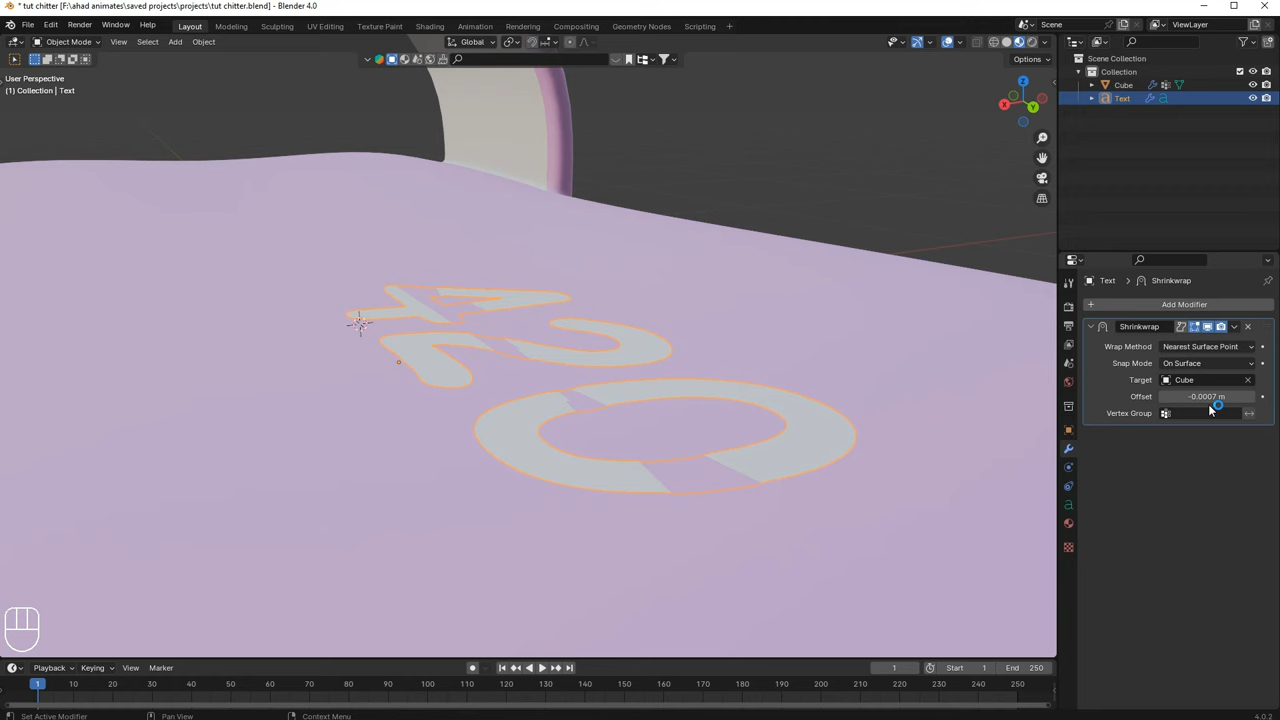 * tut chitter [F:\ahad animates\saved projects\projects\tut chitter.blend] - Blender 4.0
File Edit Render Window Help Layout Modeling Sculpting UV Editing Texture Paint Shading Animation Rendering Compositing Geometry Nodes Scripting + Scene ViewLayer
Object Mode View Select Add Object Global
Options
User Perspective
(1) Collection | Text
X
Y
Z
Scene Collection
Collection
Cube
Text
Text > Shrinkwrap
+ Add Modifier
Shrinkwrap
Wrap Method Nearest Surface Point
Snap Mode On Surface
Target Cube
Offset -0.0007 m
Vertex Group
Playback Keying View Marker 1 Start 1 End 250
1 10 20 30 40 50 60 70 80 90 100 110 120 130 140 150 160 170 180 190 200 210 220 230 240 250
Set Active Modifier Pan View Context Menu 4.0.2